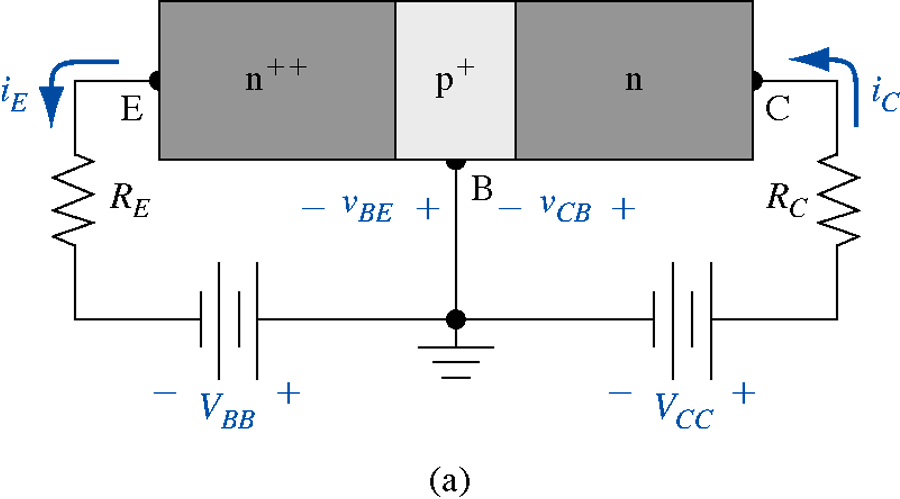 n++ p+ n
E C
iE iC
B
RE RC
− vBE + − vCB +
− VBB + − VCC +
(a)